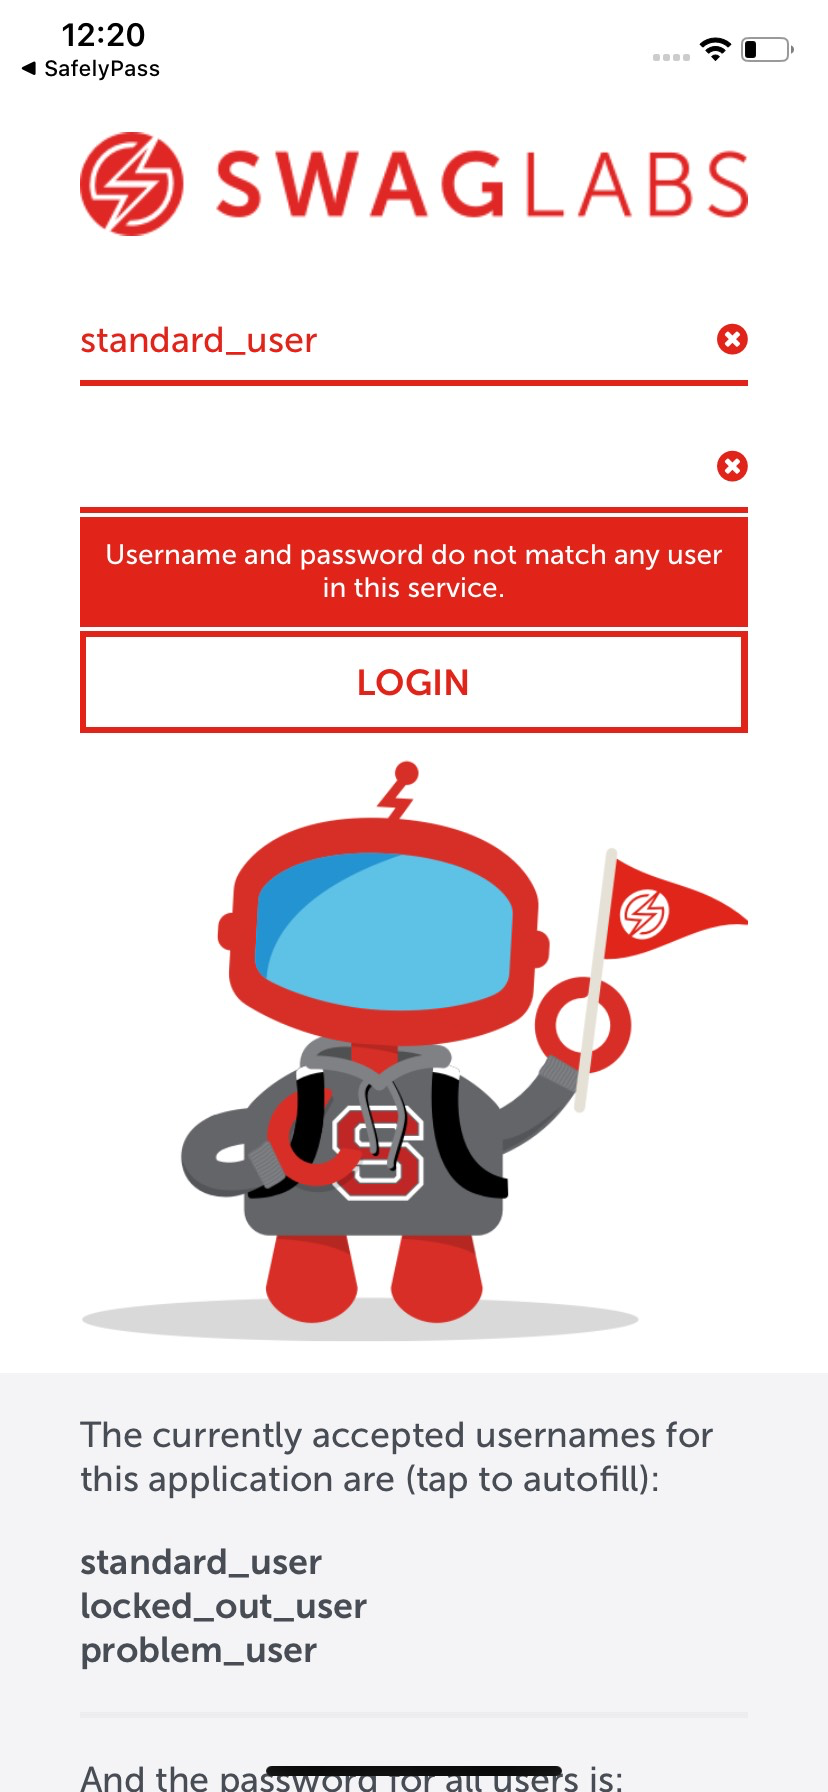 12:20
◀ SafelyPass
SWAGLABS
standard_user
Username and password do not match any user
in this service.
LOGIN
S
The currently accepted usernames for
this application are (tap to autofill):
standard_user
locked_out_user
problem_user
And the password for all users is: